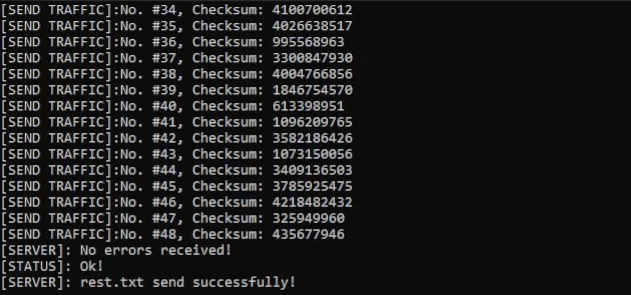 [SEND TRAFFIC]:No. #34, Checksum: 4100700612
[SEND TRAFFIC]:No. #35, Checksum: 4026638517
[SEND TRAFFIC]:No. #36, Checksum: 995568963
[SEND TRAFFIC]:No. #37, Checksum: 3300847930
[SEND TRAFFIC]:No. #38, Checksum: 4004766856
[SEND TRAFFIC]:No. #39, Checksum: 1846754570
[SEND TRAFFIC]:No. #40, Checksum: 613398951
[SEND TRAFFIC]:No. #41, Checksum: 1096209765
[SEND TRAFFIC]:No. #42, Checksum: 3582186426
[SEND TRAFFIC]:No. #43, Checksum: 1073150056
[SEND TRAFFIC]:No. #44, Checksum: 3409136503
[SEND TRAFFIC]:No. #45, Checksum: 3785925475
[SEND TRAFFIC]:No. #46, Checksum: 4218482432
[SEND TRAFFIC]:No. #47, Checksum: 325949960
[SEND TRAFFIC]:No. #48, Checksum: 435677946
[SERVER]: No errors received!
[STATUS]: Ok!
[SERVER]: rest.txt send successfully!